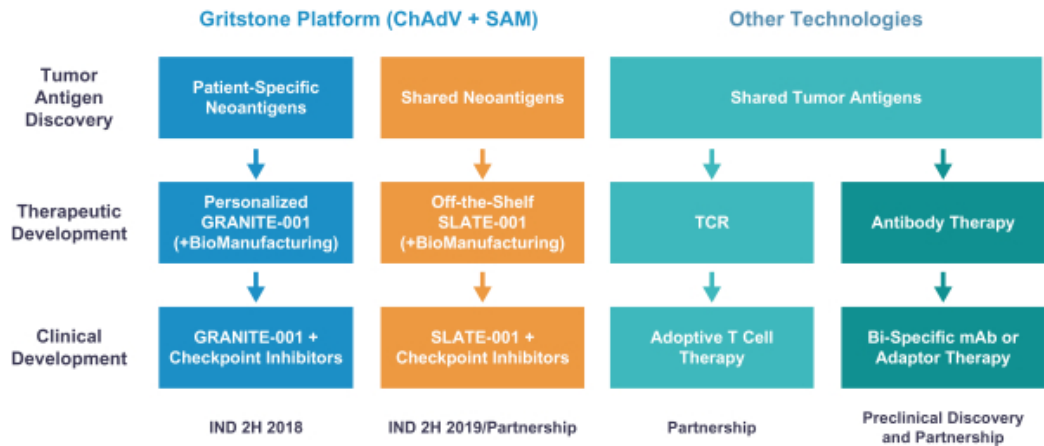 Gritstone Platform (ChAdV + SAM)
Other Technologies
Tumor
Antigen
Discovery
Patient-Specific
Neoantigens
Shared Neoantigens
Shared Tumor Antigens
Therapeutic
Development
Personalized
GRANITE-001
(+BioManufacturing)
Off-the-Shelf
SLATE-001
(+BioManufacturing)
TCR
Antibody Therapy
Clinical
Development
GRANITE-001 +
Checkpoint Inhibitors
SLATE-001 +
Checkpoint Inhibitors
Adoptive T Cell
Therapy
Bi-Specific mAb or
Adaptor Therapy
IND 2H 2018
IND 2H 2019/Partnership
Partnership
Preclinical Discovery
and Partnership